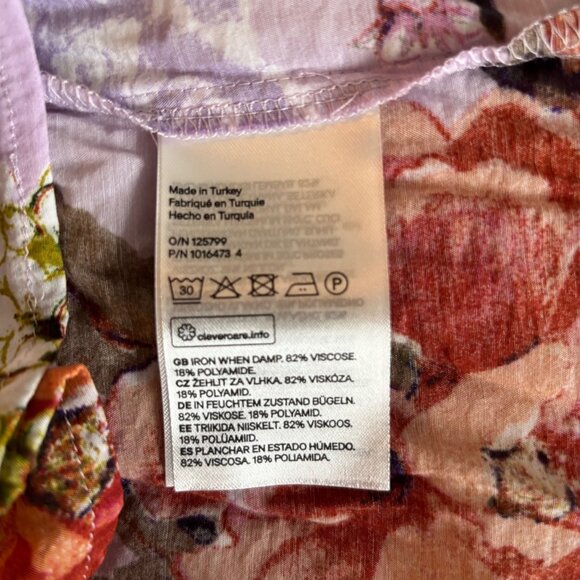 Made in Turkey
Fabriqué en Turquie
Hecho en Turquía
O/N 125799
P/N 1016473 4
30 P
clevercare.info
GB IRON WHEN DAMP. 82% VISCOSE.
18% POLYAMIDE.
CZ ŽEHLIT ZA VLHKA. 82% VISKÓZA,
18% POLYAMID.
DE IN FEUCHTEM ZUSTAND BÜGELN.
82% VISKOSE. 18% POLYAMID.
EE TRIIKIDA NIISKELT. 82% VISKOOS.
18% POLÜAMIID.
ES PLANCHAR EN ESTADO HÚMEDO.
82% VISCOSA. 18% POLIAMIDA.